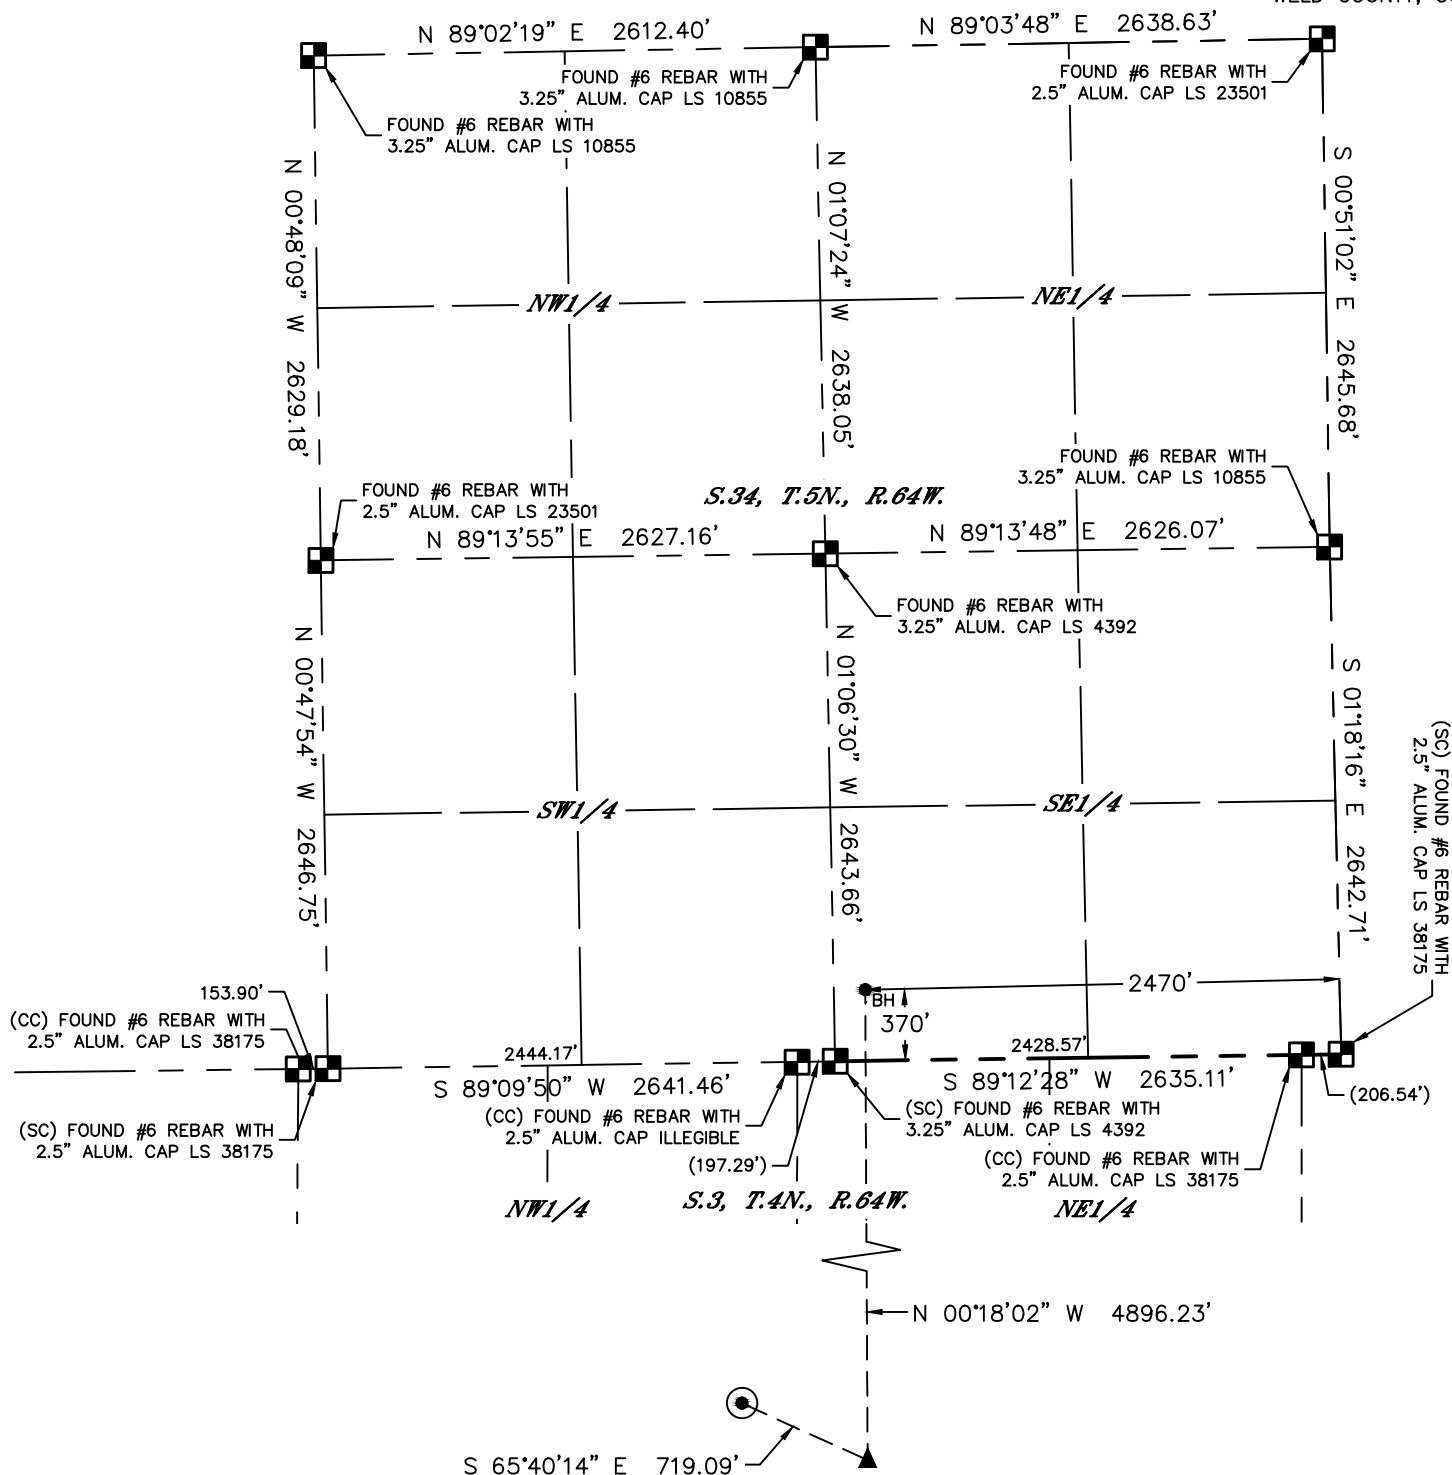 N 89°02'19" E 2612.40'
N 89°03'48" E 2638.63'
FOUND #6 REBAR WITH
3.25" ALUM. CAP LS 10855
FOUND #6 REBAR WITH
3.25" ALUM. CAP LS 10855
FOUND #6 REBAR WITH
2.5" ALUM. CAP LS 23501
N 00°48'09" W 2629.18'
N 01°07'24" W 2638.05'
S 00°51'02" E 2645.68'
NW1/4
NE1/4
FOUND #6 REBAR WITH
3.25" ALUM. CAP LS 10855
FOUND #6 REBAR WITH
2.5" ALUM. CAP LS 23501
S.34, T.5N., R.64W.
N 89°13'55" E 2627.16'
N 89°13'48" E 2626.07'
FOUND #6 REBAR WITH
3.25" ALUM. CAP LS 4392
N 00°47'54" W 2646.75'
N 01°06'30" W 2643.66'
S 01°18'16" E 2642.71'
(SC) FOUND #6 REBAR WITH
2.5" ALUM. CAP LS 38175
SW1/4
SE1/4
2470'
BH
370'
153.90'
(CC) FOUND #6 REBAR WITH
2.5" ALUM. CAP LS 38175
2444.17'
2428.57'
S 89°09'50" W 2641.46'
S 89°12'28" W 2635.11'
(206.54')
(SC) FOUND #6 REBAR WITH
2.5" ALUM. CAP LS 38175
(CC) FOUND #6 REBAR WITH
2.5" ALUM. CAP ILLEGIBLE
(SC) FOUND #6 REBAR WITH
3.25" ALUM. CAP LS 4392
(197.29')
(CC) FOUND #6 REBAR WITH
2.5" ALUM. CAP LS 38175
NW1/4
S.3, T.4N., R.64W.
NE1/4
N 00°18'02" W 4896.23'
S 65°40'14" E 719.09'